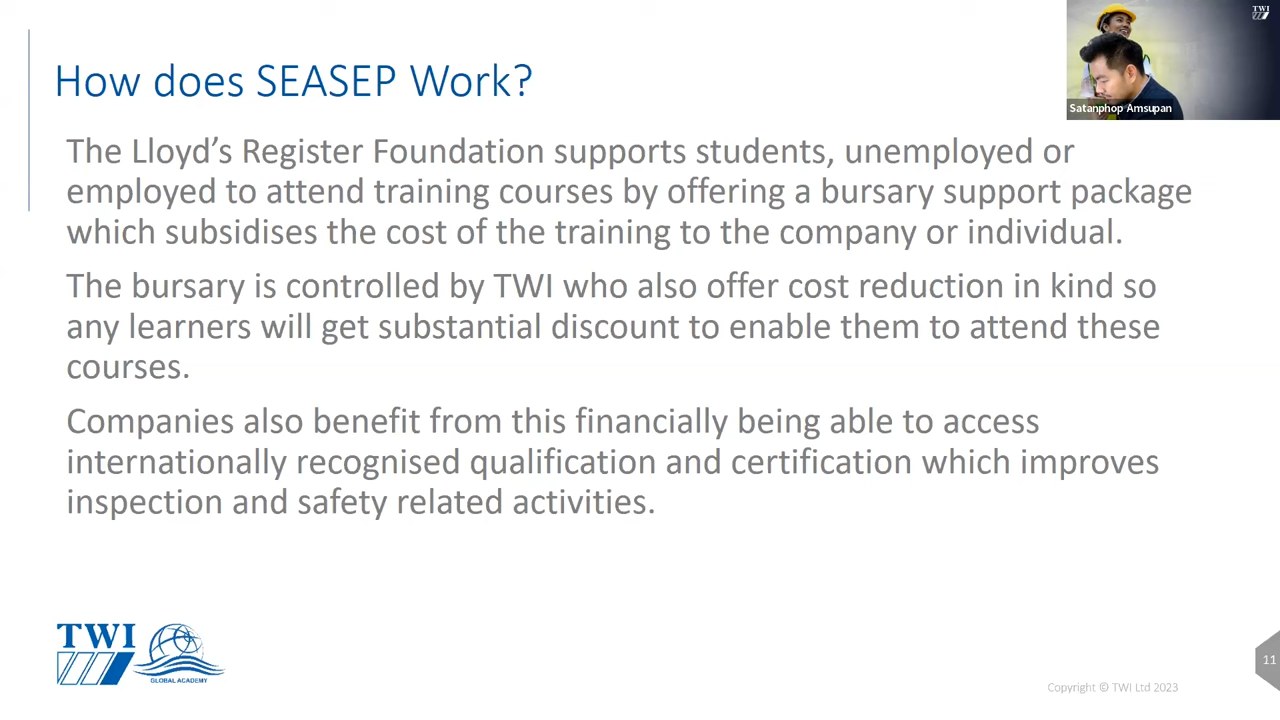 TWI
Satanphop Amsupan
How does SEASEP Work?
The Lloyd’s Register Foundation supports students, unemployed or
employed to attend training courses by offering a bursary support package
which subsidises the cost of the training to the company or individual.
The bursary is controlled by TWI who also offer cost reduction in kind so
any learners will get substantial discount to enable them to attend these
courses.
Companies also benefit from this financially being able to access
internationally recognised qualification and certification which improves
inspection and safety related activities.
TWI
GLOBAL ACADEMY
11
Copyright © TWI Ltd 2023